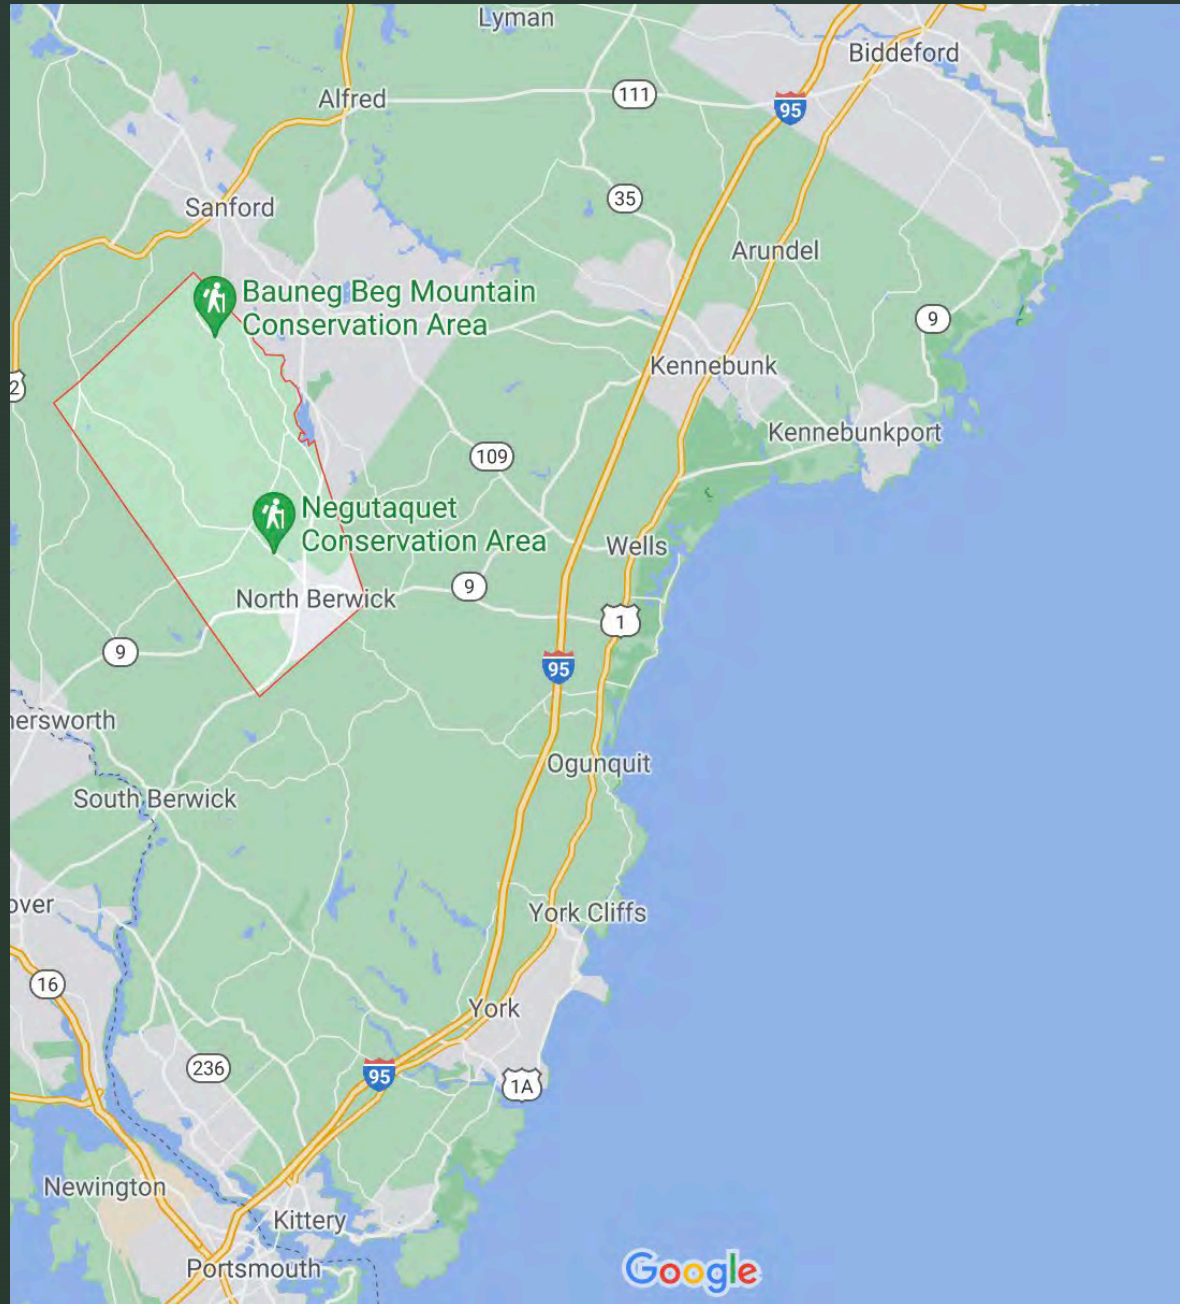 Lyman
Biddeford
Alfred
111
95
35
Sanford
Arundel
Bauneg Beg Mountain
Conservation Area
9
Kennebunk
2
Kennebunkport
109
Negutaquet
Conservation Area
Wells
9
North Berwick
1
9
95
nersworth
Ogunquit
South Berwick
over
York Cliffs
16
York
236
95
1A
Newington
Kittery
Portsmouth
Google